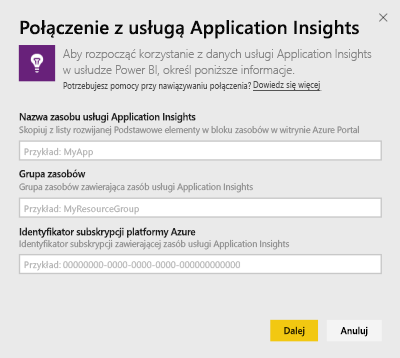 Połączenie z usługą Application Insights
Aby rozpocząć korzystanie z danych usługi Application Insights
w usłudze Power BI, określ poniższe informacje.
Potrzebujesz pomocy przy nawiązywaniu połączenia? Dowiedz się więcej
Nazwa zasobu usługi Application Insights
Skopiuj z listy rozwijanej Podstawowe elementy w bloku zasobów w witrynie Azure Portal
Przykład: MyApp
Grupa zasobów
Grupa zasobów zawierająca zasób usługi Application Insights
Przykład: MyResourceGroup
Identyfikator subskrypcji platformy Azure
Identyfikator subskrypcji zawierającej zasób usługi Application Insights
Przykład: 00000000-0000-0000-0000-000000000000
Dalej Anuluj